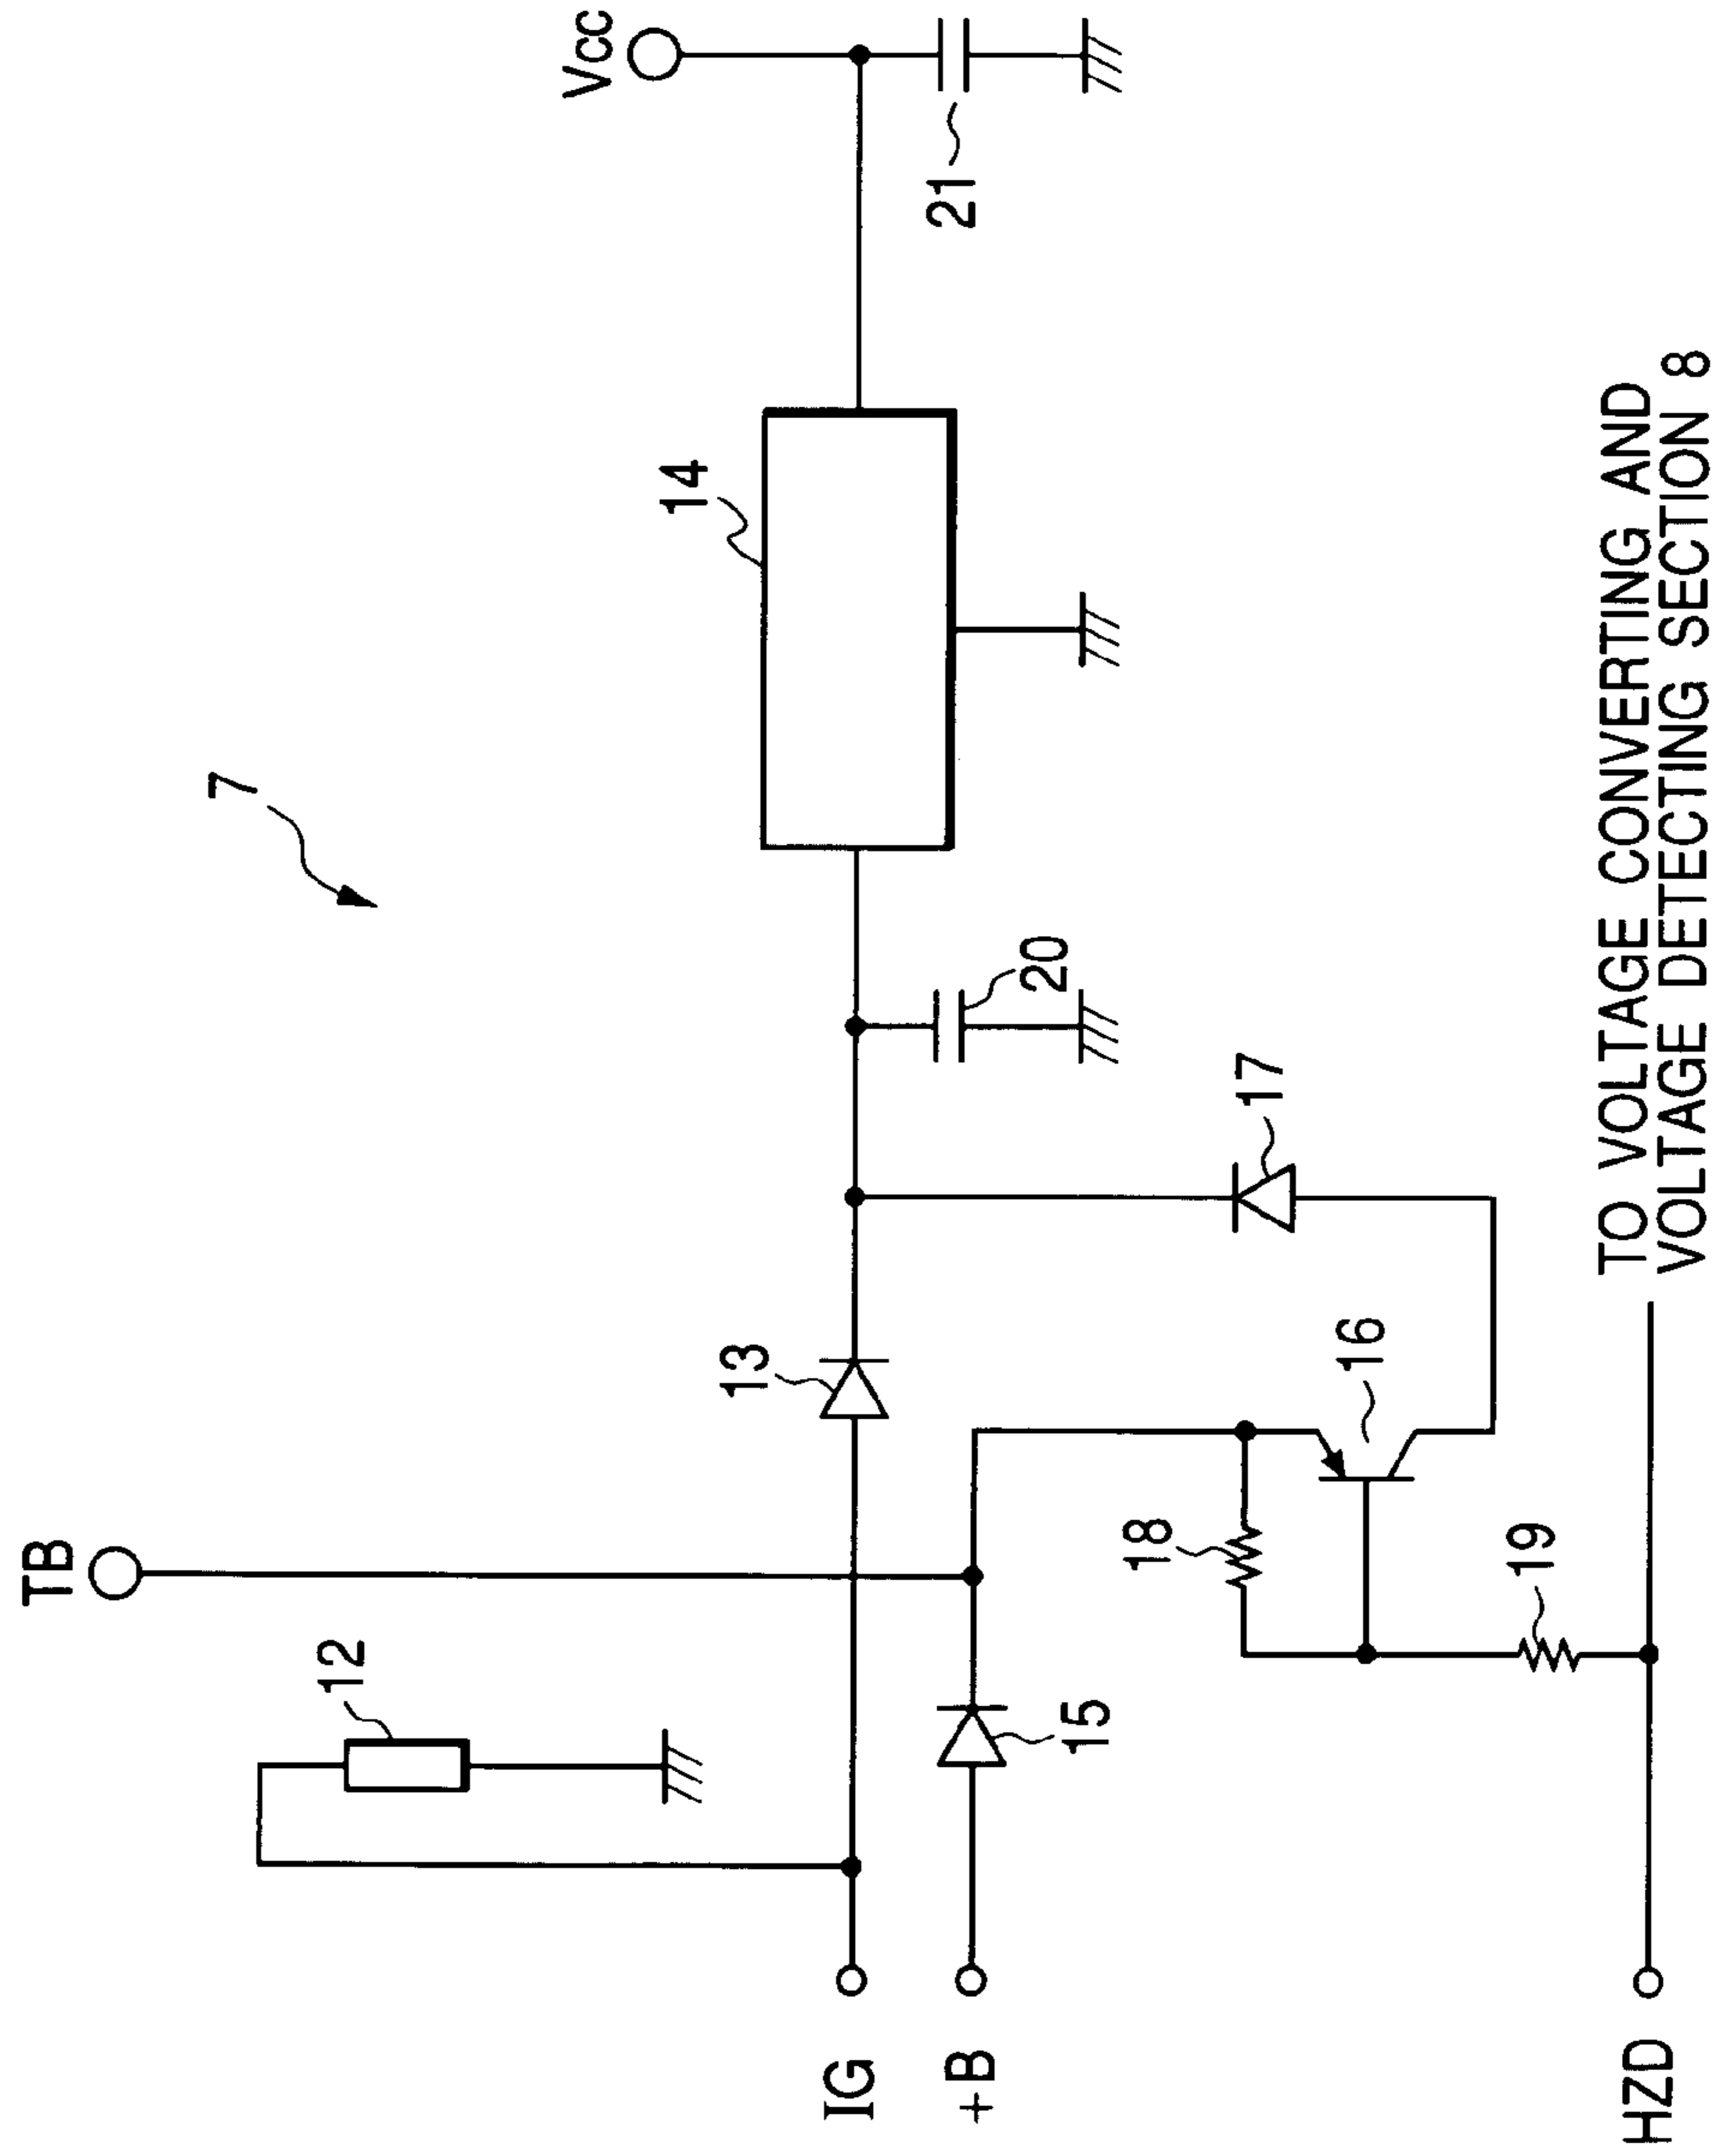 7
TB
12
13
14
Vcc
21
20
17
IG
+B
15
18
16
19
HZD
TO VOLTAGE CONVERTING AND
VOLTAGE DETECTING SECTION 8